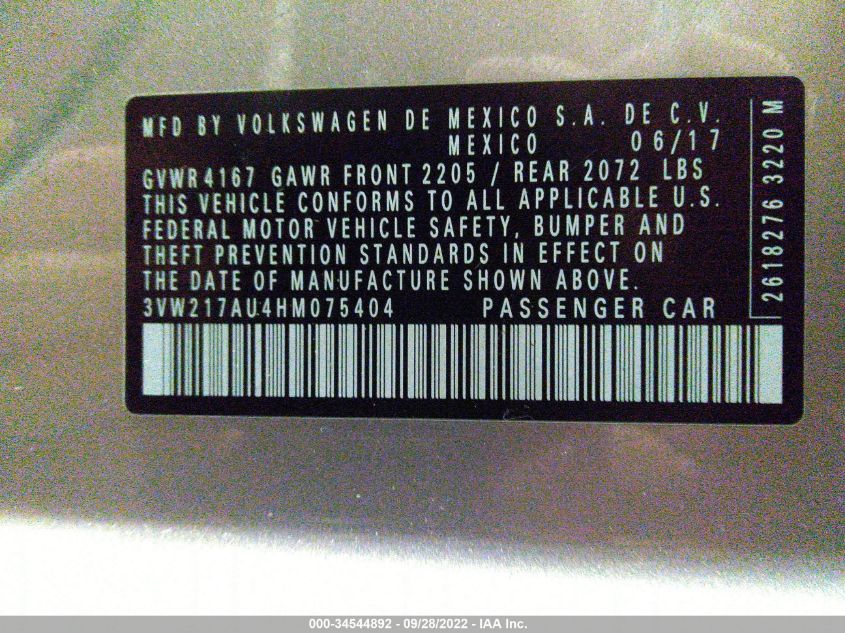 MFD BY VOLKSWAGEN DE MEXICO S.A. DE C.V.
MEXICO 06/17
GVWR 4167 GAWR FRONT 2205 / REAR 2072 LBS
THIS VEHICLE CONFORMS TO ALL APPLICABLE U.S.
FEDERAL MOTOR VEHICLE SAFETY, BUMPER AND
THEFT PREVENTION STANDARDS IN EFFECT ON
THE DATE OF MANUFACTURE SHOWN ABOVE.
3VW217AU4HM075404 PASSENGER CAR
2618276 3220 M
000-34544892 - 09/28/2022 - IAA Inc.